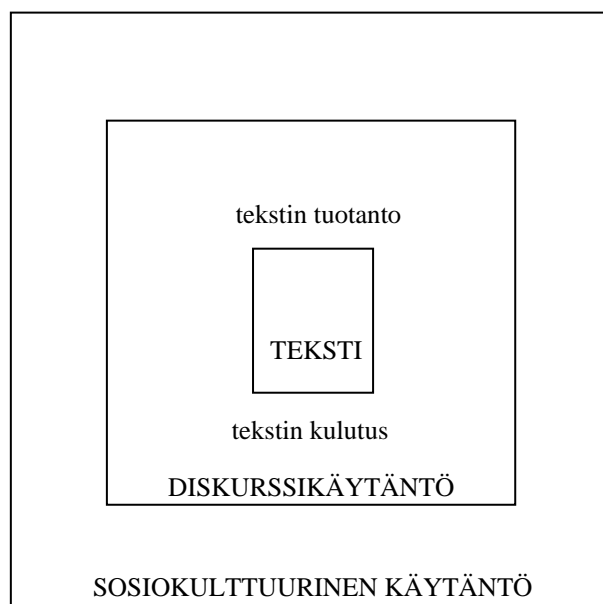 tekstin tuotanto
TEKSTI
tekstin kulutus
DISKURSSIKÄYTÄNTÖ
SOSIOKULTTUURINEN KÄYTÄNTÖ